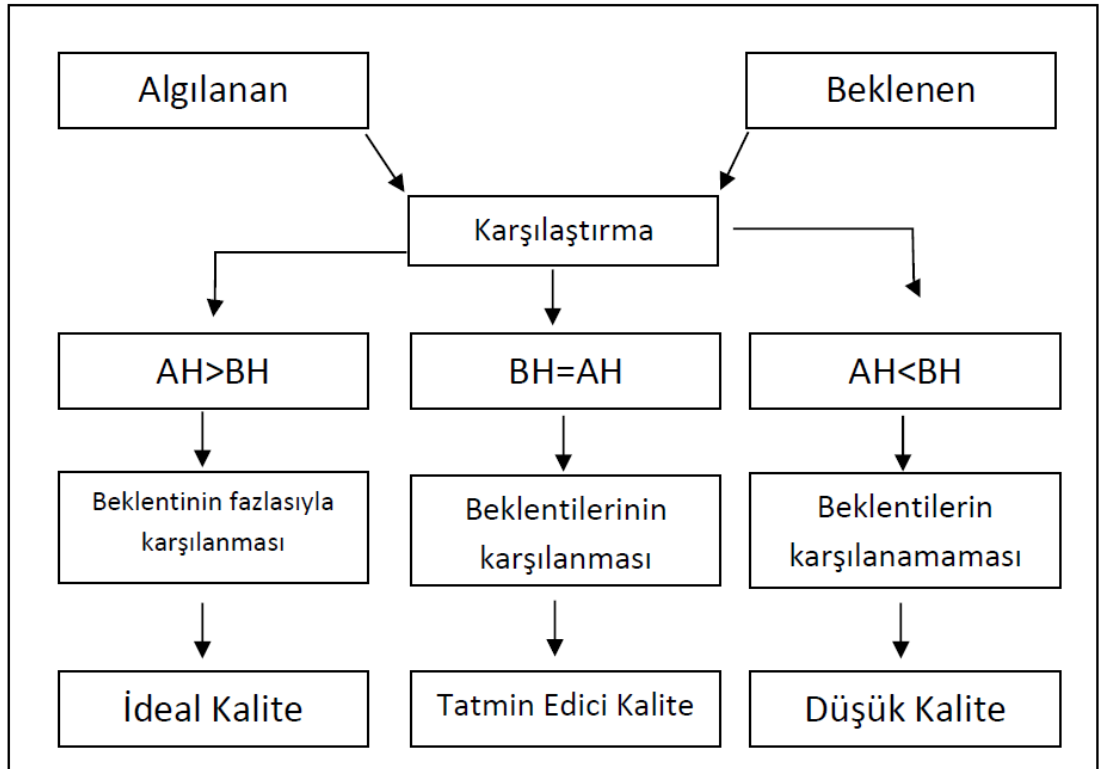 Algılanan
Beklenen
Karşılaştırma
AH>BH
BH=AH
AH<BH
Beklentinin fazlasıyla
karşılanması
Beklentilerinin
karşılanması
Beklentilerin
karşılanamaması
İdeal Kalite
Tatmin Edici Kalite
Düşük Kalite